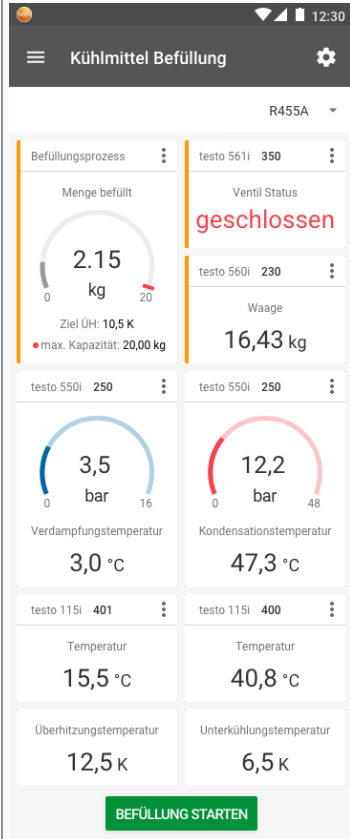 12:30
Kühlmittel Befüllung
R455A
Befüllungsprozess
Menge befüllt
2.15
kg
0 20
Ziel ÜH: 10,5 K
max. Kapazität: 20,00 kg
testo 561i 350
Ventil Status
geschlossen
testo 560i 230
Waage
16,43 kg
testo 550i 250
3,5
bar
0 16
Verdampfungstemperatur
3,0 °C
testo 550i 250
12,2
bar
0 48
Kondensationstemperatur
47,3 °C
testo 115i 401
Temperatur
15,5 °C
testo 115i 400
Temperatur
40,8 °C
Überhitzungstemperatur
12,5 K
Unterkühlungstemperatur
6,5 K
BEFÜLLUNG STARTEN